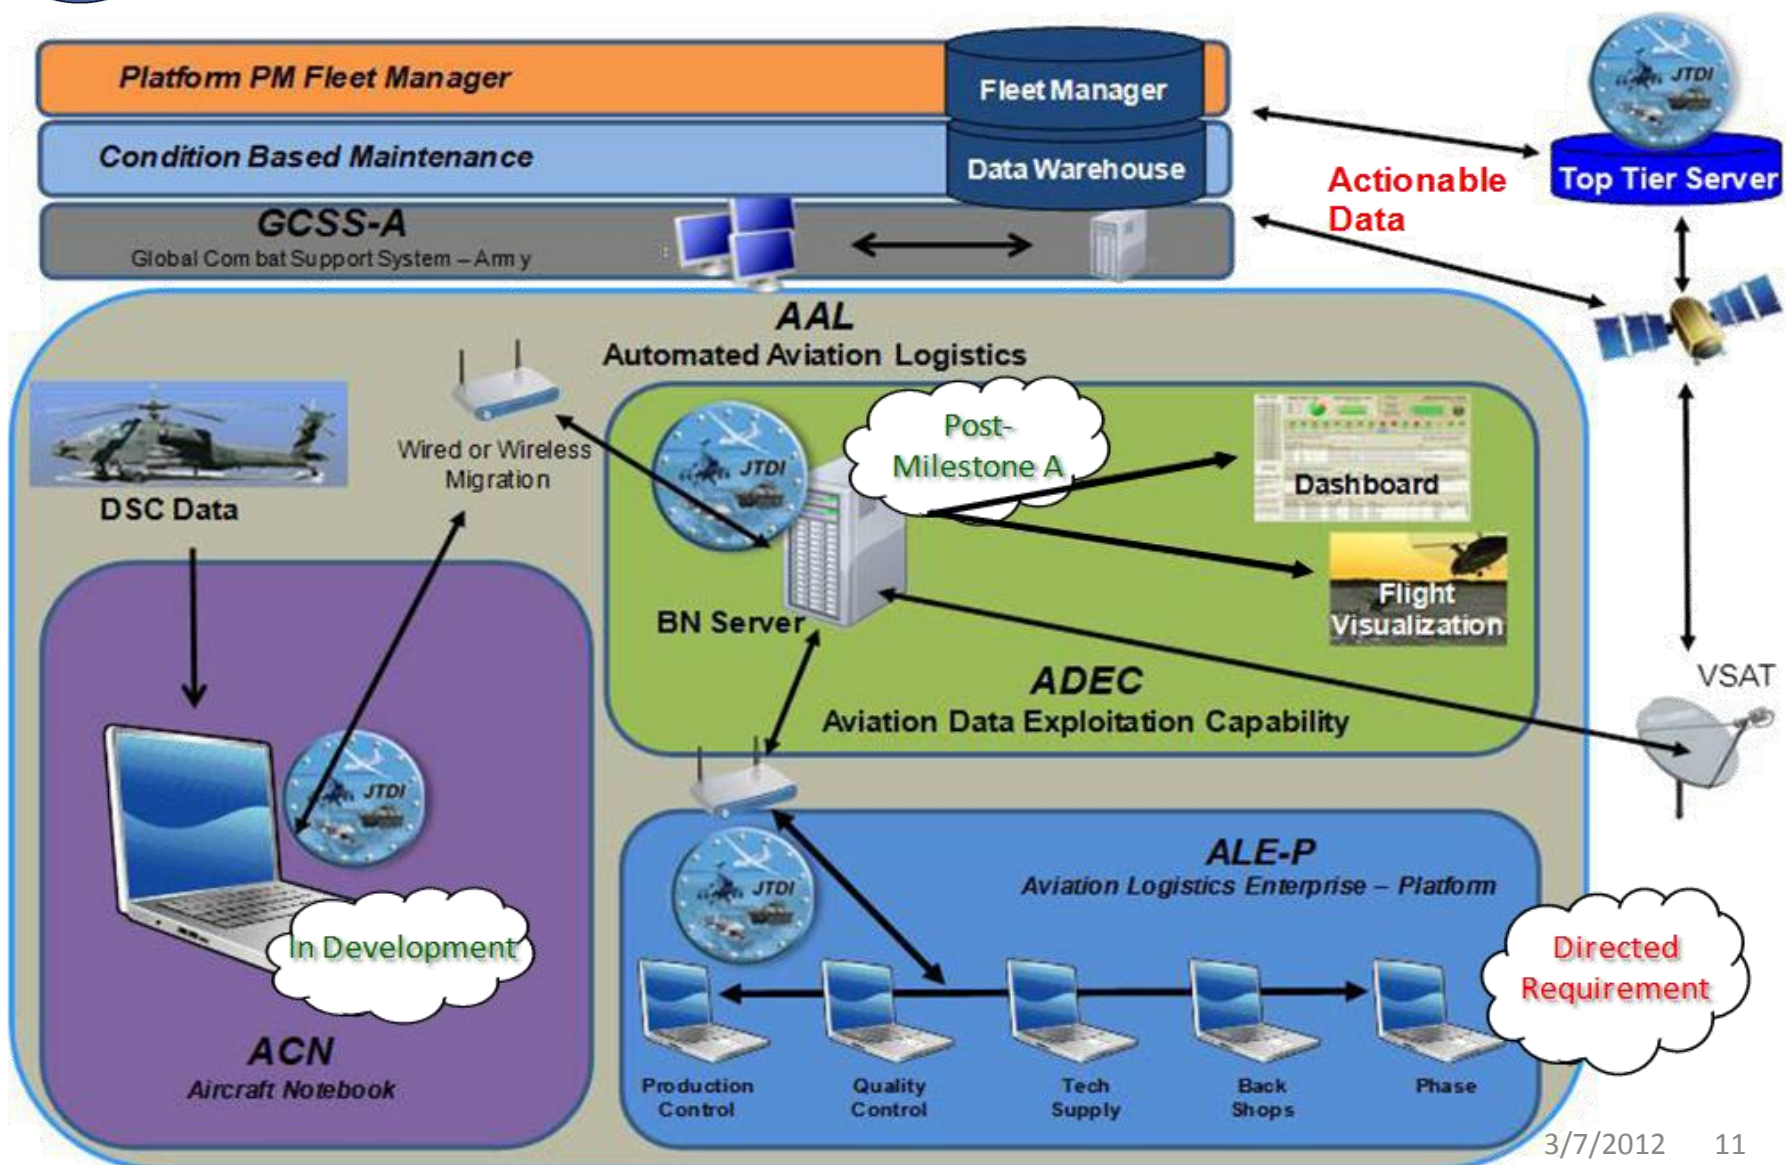 Platform PM Fleet Manager
Fleet Manager
Condition Based Maintenance
Data Warehouse
GCSS-A
Global Combat Support System – Army
JTDI
Top Tier Server
Actionable
Data
AAL
Automated Aviation Logistics
DSC Data
Wired or Wireless
Migration
JTDI
Post-
Milestone A
Dashboard
Flight
Visualization
BN Server
ADEC
Aviation Data Exploitation Capability
VSAT
JTDI
In Development
ACN
Aircraft Notebook
ALE-P
Aviation Logistics Enterprise – Platform
JTDI
Directed
Requirement
Production
Control
Quality
Control
Tech
Supply
Back
Shops
Phase
3/7/2012 11